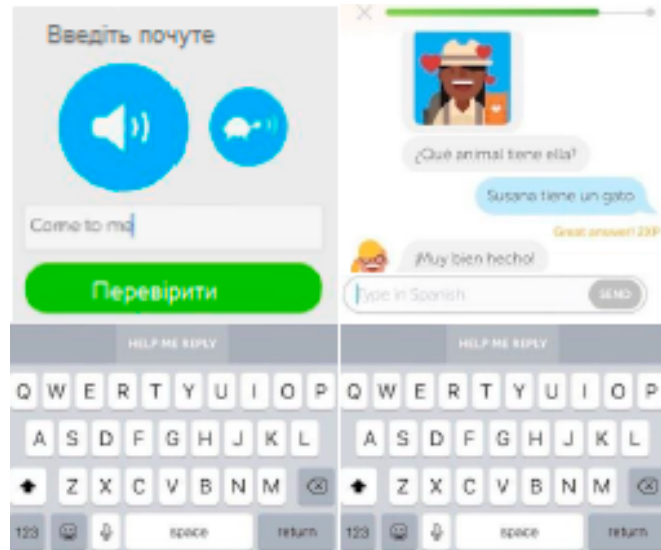 Введіть почуте
Come to me
Перевірити
HELP ME REPLY
Q W E R T Y U I O P
A S D F G H J K L
Z X C V B N M
123 space return
¿Qué animal tiene ella?
Susana tiene un gato
Great answer! 2XP
¡Muy bien hecho!
Type in Spanish SEND
HELP ME REPLY
Q W E R T Y U I O P
A S D F G H J K L
Z X C V B N M
123 space return